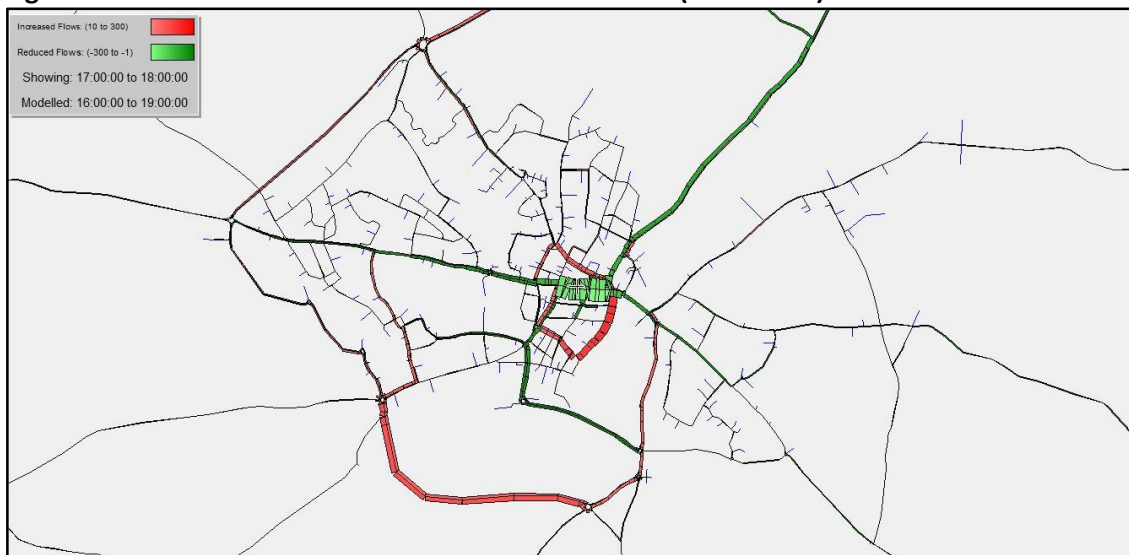 Increased Flows: (10 to 300)
Reduced Flows: (-300 to -1)
Showing: 17:00:00 to 18:00:00
Modelled: 16:00:00 to 19:00:00